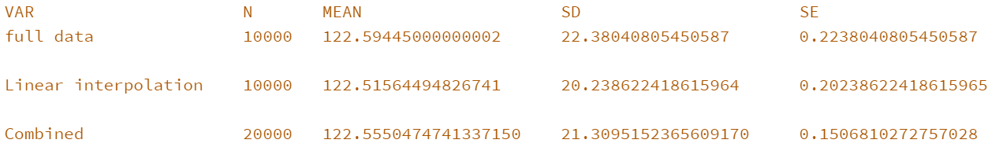 VAR N MEAN SD SE
full data 10000 122.59445000000002 22.38040805450587 0.2238040805450587
Linear interpolation 10000 122.51564494826741 20.238622418615964 0.20238622418615965
Combined 20000 122.5550474741337150 21.3095152365609170 0.1506810272757028